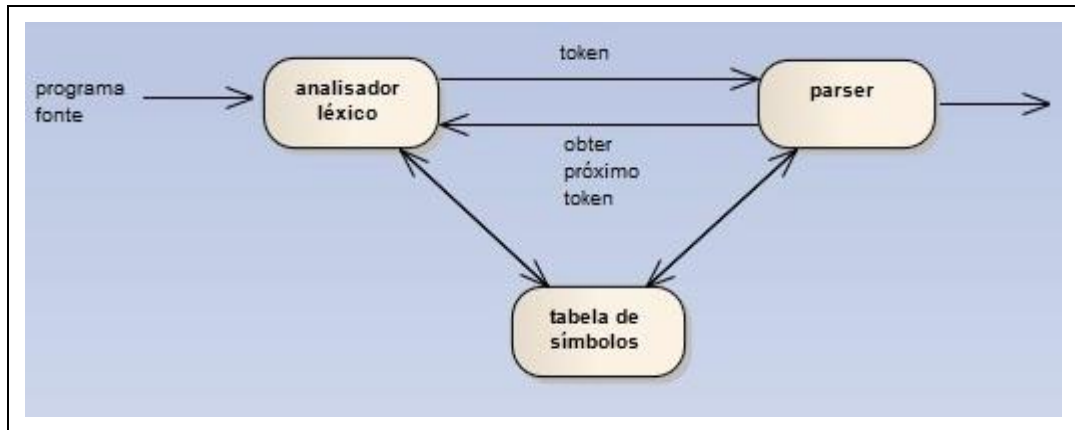 programa
fonte
analisador
léxico
token
obter
próximo
token
parser
tabela de
símbolos